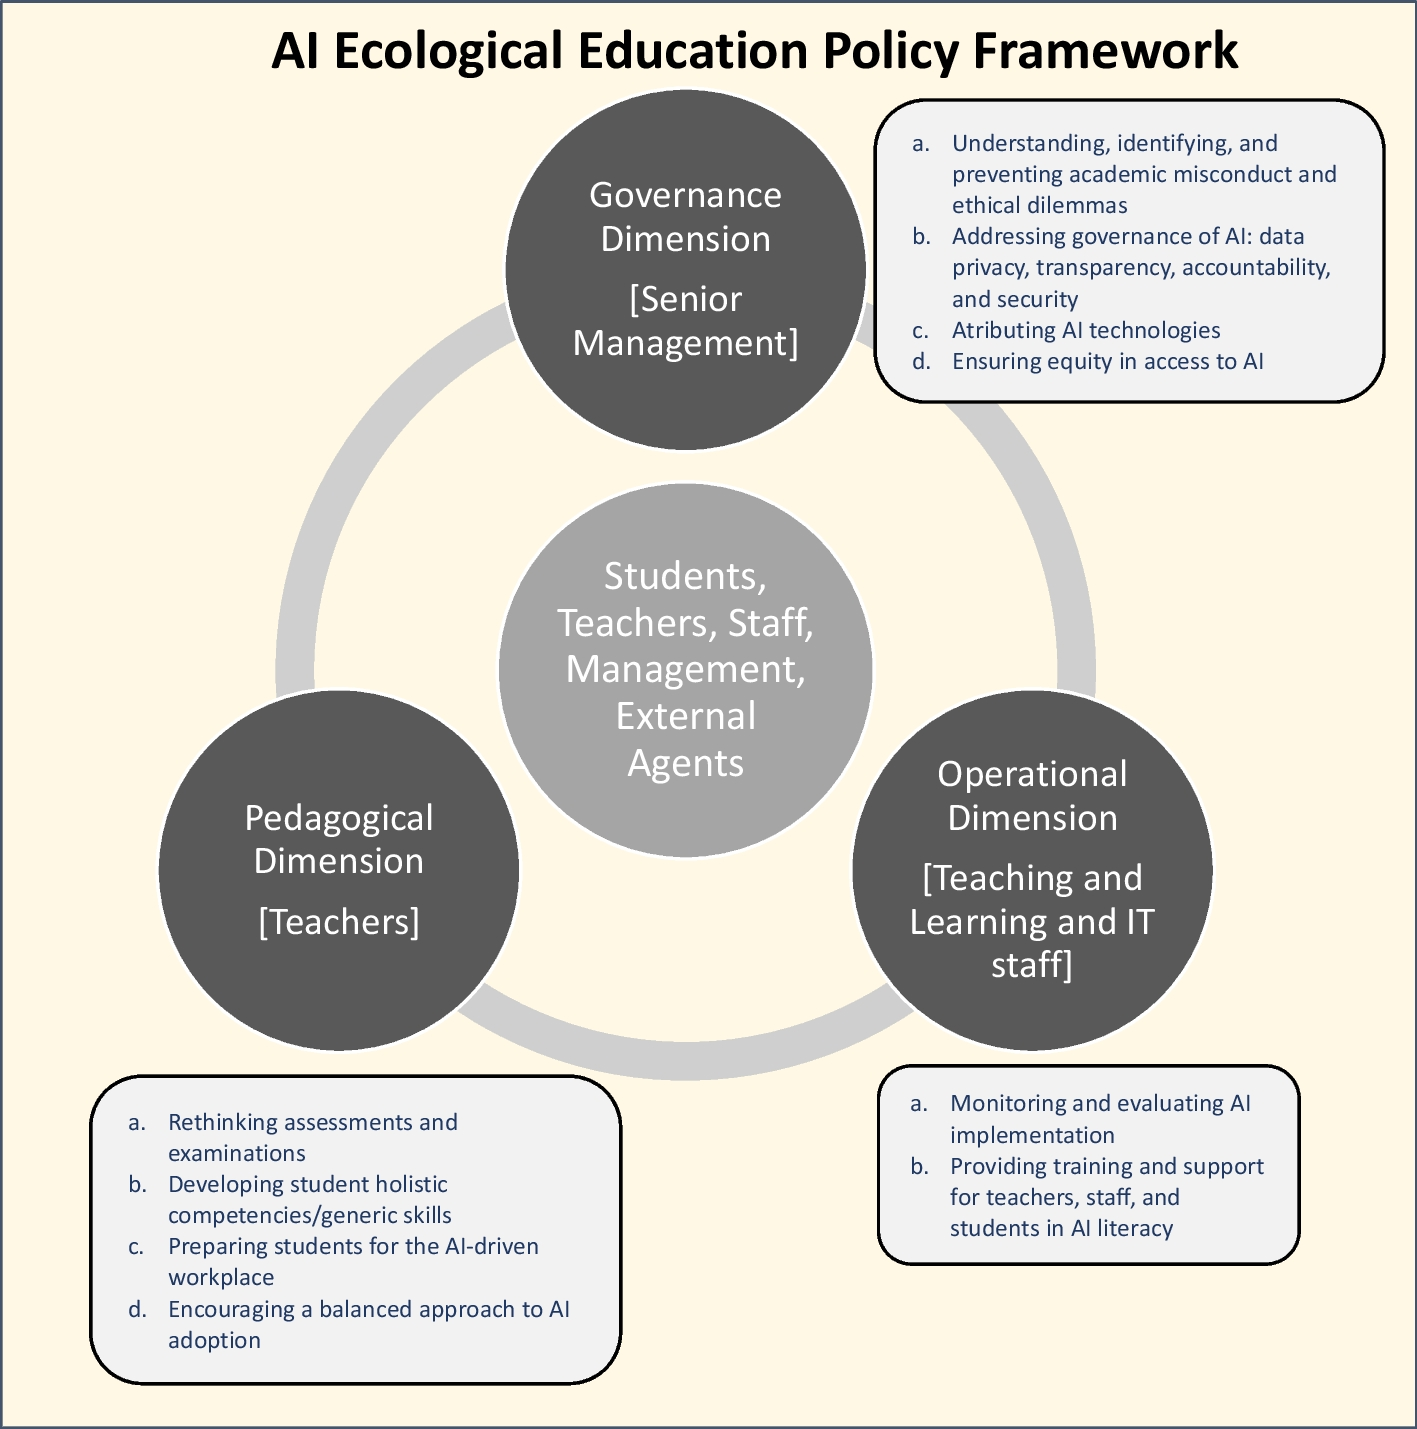 AI Ecological Education Policy Framework
Governance
Dimension
[Senior
Management]
a. Understanding, identifying, and
preventing academic misconduct and
ethical dilemmas
b. Addressing governance of AI: data
privacy, transparency, accountability,
and security
c. Atributing AI technologies
d. Ensuring equity in access to AI
Students,
Teachers, Staff,
Management,
External
Agents
Pedagogical
Dimension
[Teachers]
Operational
Dimension
[Teaching and
Learning and IT
staff]
a. Rethinking assessments and
examinations
b. Developing student holistic
competencies/generic skills
c. Preparing students for the AI-driven
workplace
d. Encouraging a balanced approach to AI
adoption
a. Monitoring and evaluating AI
implementation
b. Providing training and support
for teachers, staff, and
students in AI literacy